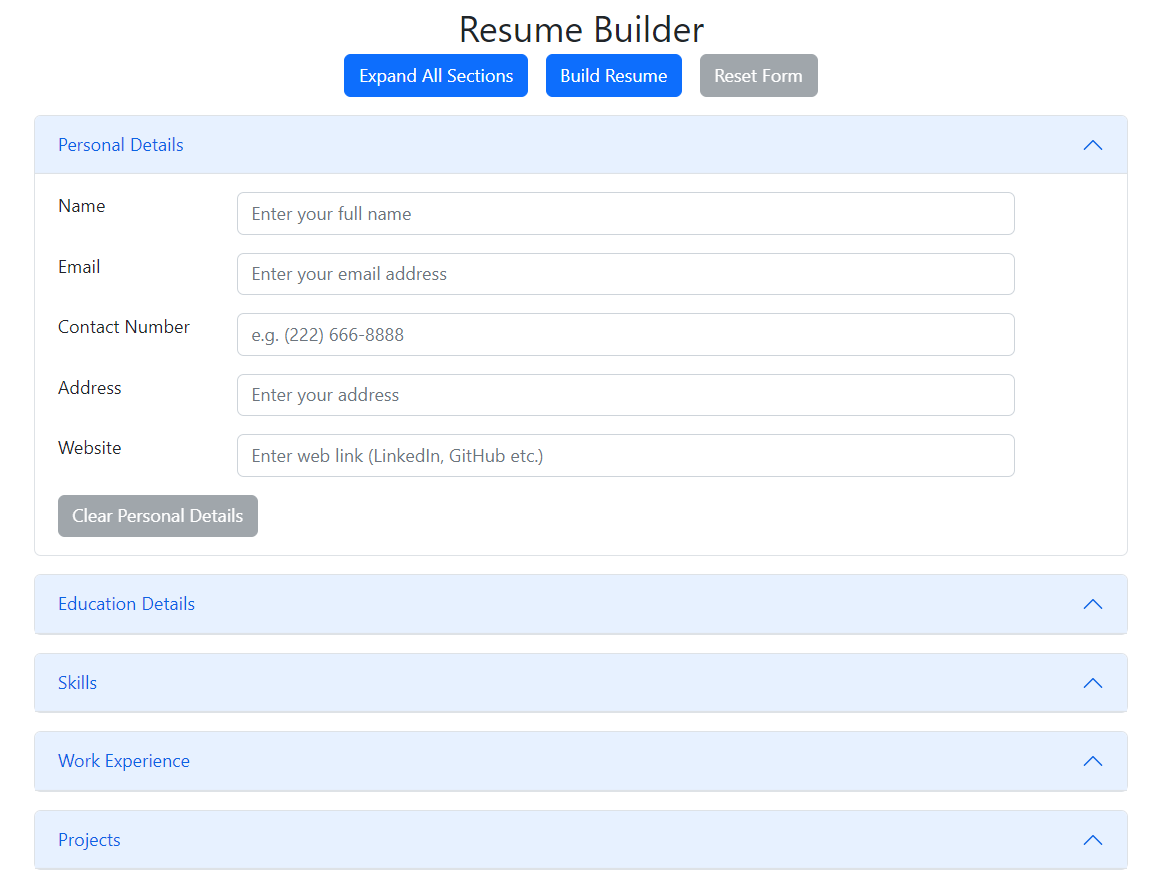 Resume Builder
Expand All Sections Build Resume Reset Form
Personal Details
Name Enter your full name
Email Enter your email address
Contact Number e.g. (222) 666-8888
Address Enter your address
Website Enter web link (LinkedIn, GitHub etc.)
Clear Personal Details
Education Details
Skills
Work Experience
Projects